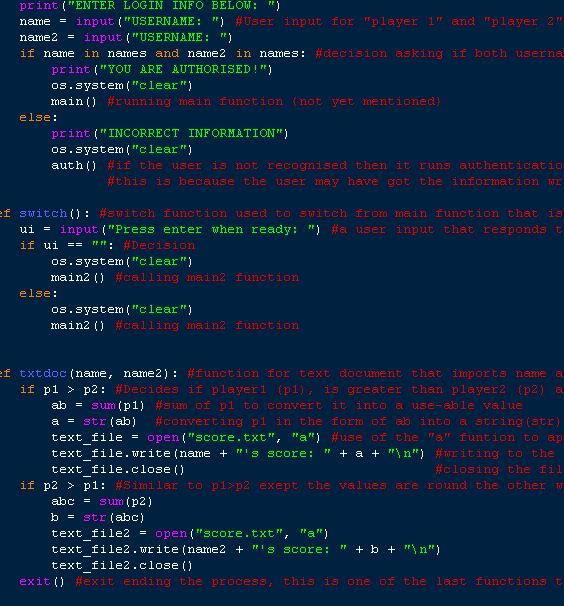 print("ENTER LOGIN INFO BELOW: ")
name = input("USERNAME: ") #User input for "player 1" and "player 2"
name2 = input("USERNAME: ")
if name in names and name2 in names: #decision asking if both userna
print("YOU ARE AUTHORISED!")
os.system("clear")
main() #running main function (not yet mentioned)
else:
print("INCORRECT INFORMATION")
os.system("clear")
auth() #if the user is not recognised then it runs authenticatio
#this is because the user may have got the information wr
ef switch(): #switch function used to switch from main function that is
ui = input("Press enter when ready: ") #a user input that responds t
if ui == "": #Decision
os.system("clear")
main2() #calling main2 function
else:
os.system("clear")
main2() #calling main2 function
ef txtdoc(name, name2): #function for text document that imports name a
if p1 > p2: #Decides if player1 (p1), is greater than player2 (p2) a
ab = sum(p1) #sum of p1 to convert it into a use-able value
a = str(ab) #converting p1 in the form of ab into a string(str)
text_file = open("score.txt", "a") #use of the "a" funtion to ap
text_file.write(name + "'s score: " + a + "\n") #writing to the
text_file.close() #closing the fil
if p2 > p1: #Similar to p1>p2 exept the values are round the other w
abc = sum(p2)
b = str(abc)
text_file2 = open("score.txt", "a")
text_file2.write(name2 + "'s score: " + b + "\n")
text_file2.close()
exit() #exit ending the process, this is one of the last functions t